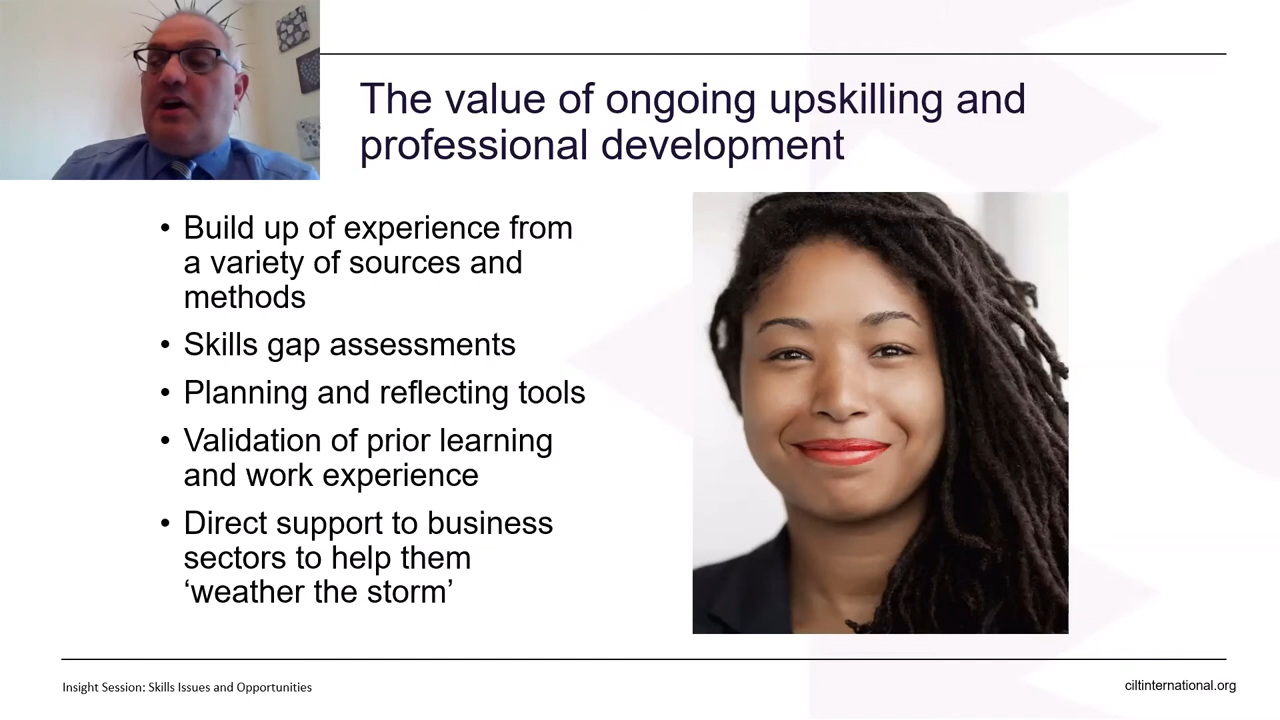 The value of ongoing upskilling and
professional development
• Build up of experience from
a variety of sources and
methods
• Skills gap assessments
• Planning and reflecting tools
• Validation of prior learning
and work experience
• Direct support to business
sectors to help them
‘weather the storm’
Insight Session: Skills Issues and Opportunities
ciltinternational.org